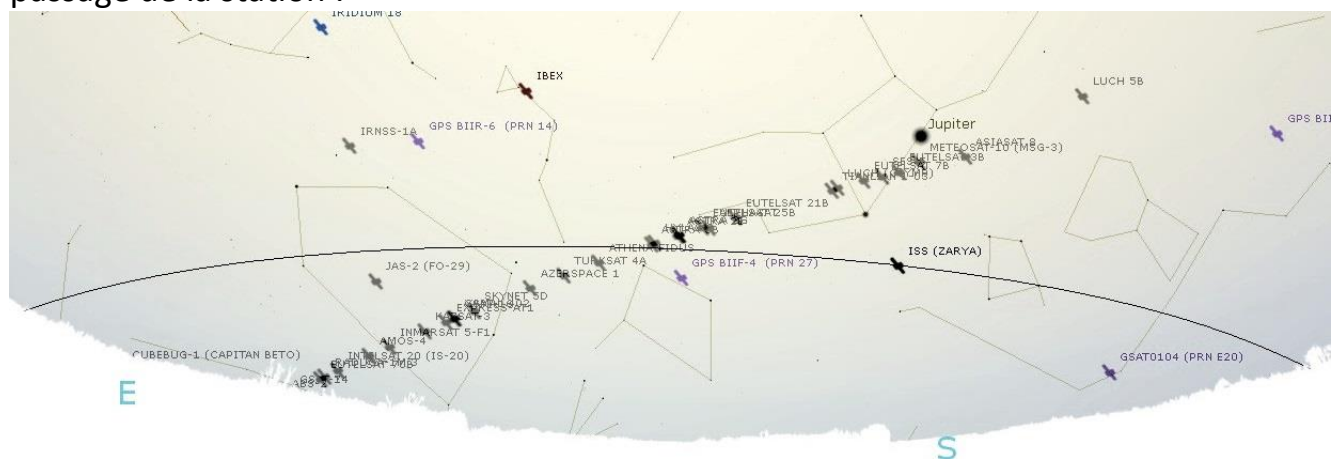 passage de la station :
IRIDIUM 18
IBEX
LUCH 5B
GPS BIIR-6 (PRN 14)
GPS BII
IRNSS-1A
Jupiter
ASIASAT 8
METEOSAT-10 (MSG-3)
EUTELSAT 3B
EUTELSAT 7B
EUTELSAT 21B
25B
ATHENA-FIDUS
ISS (ZARYA)
TURKSAT 4A
GPS BIIF-4 (PRN 27)
JAS-2 (FO-29)
AZERSPACE 1
SKYNET 5D
EXPRESS-AT1
INMARSAT 5-F1
AMOS-4
CUBEBUG-1 (CAPITAN BETO)
INTELSAT 20 (IS-20)
GSAT0104 (PRN E20)
E
S